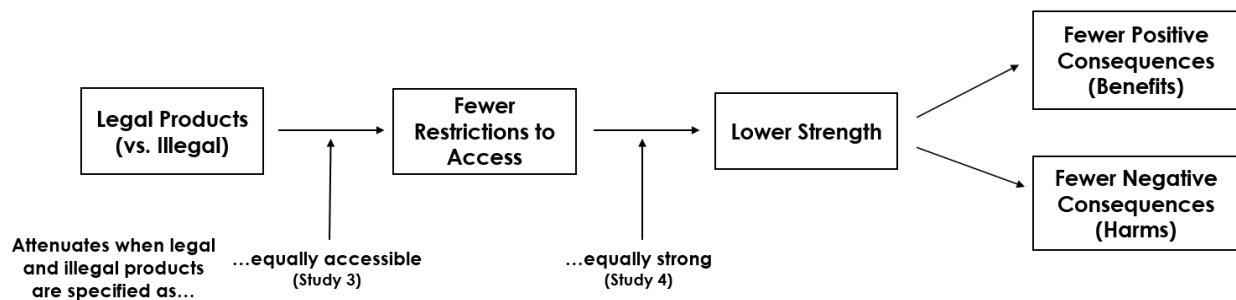 Legal Products
(vs. Illegal)
Fewer
Restrictions to
Access
Lower Strength
Fewer Positive
Consequences
(Benefits)
Fewer Negative
Consequences
(Harms)
Attenuates when legal
and illegal products
are specified as…
…equally accessible
(Study 3)
…equally strong
(Study 4)